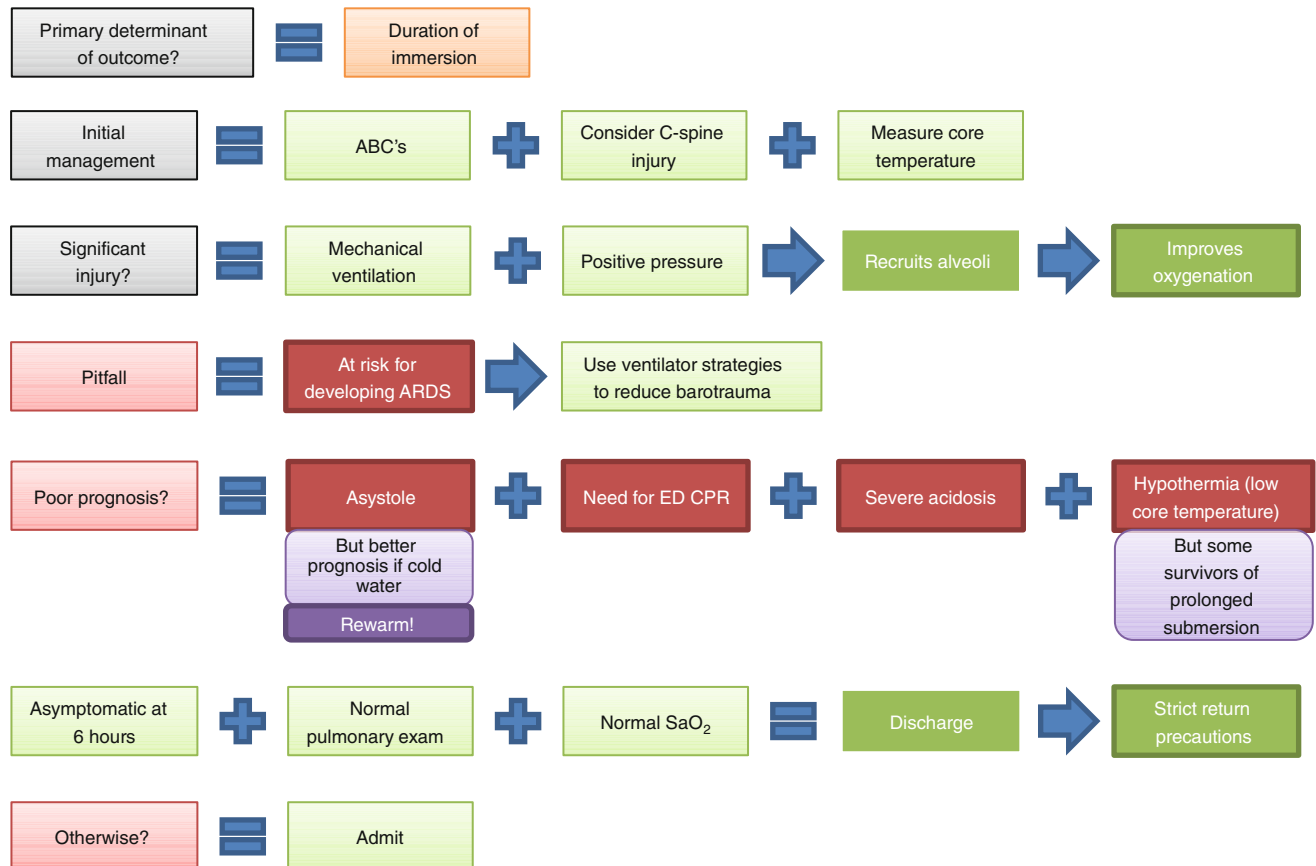 Primary determinant
of outcome?
Duration of
immersion
Initial
management
ABC's
Consider C-spine
injury
Measure core
temperature
Significant
injury?
Mechanical
ventilation
Positive pressure
Recruits alveoli
Improves
oxygenation
Pitfall
At risk for
developing ARDS
Use ventilator strategies
to reduce barotrauma
Poor prognosis?
Asystole
Need for ED CPR
Severe acidosis
Hypothermia (low
core temperature)
But better
prognosis if cold
water
Rewarm!
But some
survivors of
prolonged
submersion
Asymptomatic at
6 hours
Normal
pulmonary exam
Normal SaO₂
Discharge
Strict return
precautions
Otherwise?
Admit